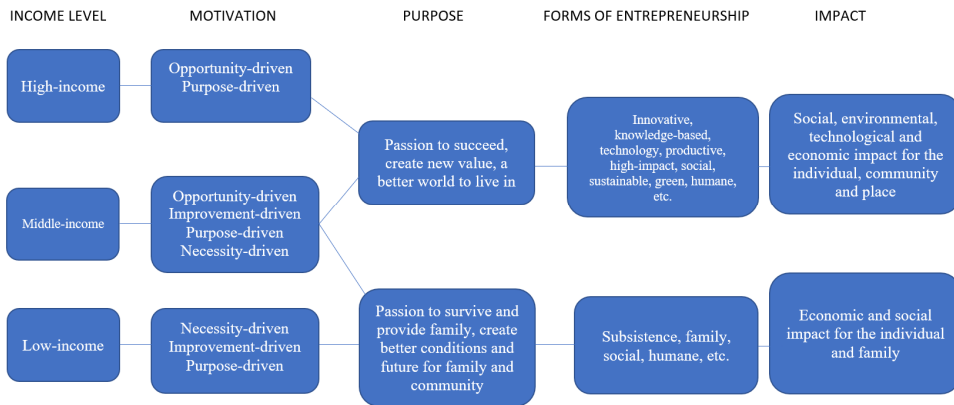 INCOME LEVEL
MOTIVATION
PURPOSE
FORMS OF ENTREPRENEURSHIP
IMPACT
High-income
Opportunity-driven
Purpose-driven
Passion to succeed,
create new value, a
better world to live in
Innovative,
knowledge-based,
technology, productive,
high-impact, social,
sustainable, green, humane,
etc.
Social, environmental,
technological and
economic impact for the
individual, community
and place
Middle-income
Opportunity-driven
Improvement-driven
Purpose-driven
Necessity-driven
Low-income
Necessity-driven
Improvement-driven
Purpose-driven
Passion to survive and
provide family, create
better conditions and
future for family and
community
Subsistence, family,
social, humane, etc.
Economic and social
impact for the individual
and family